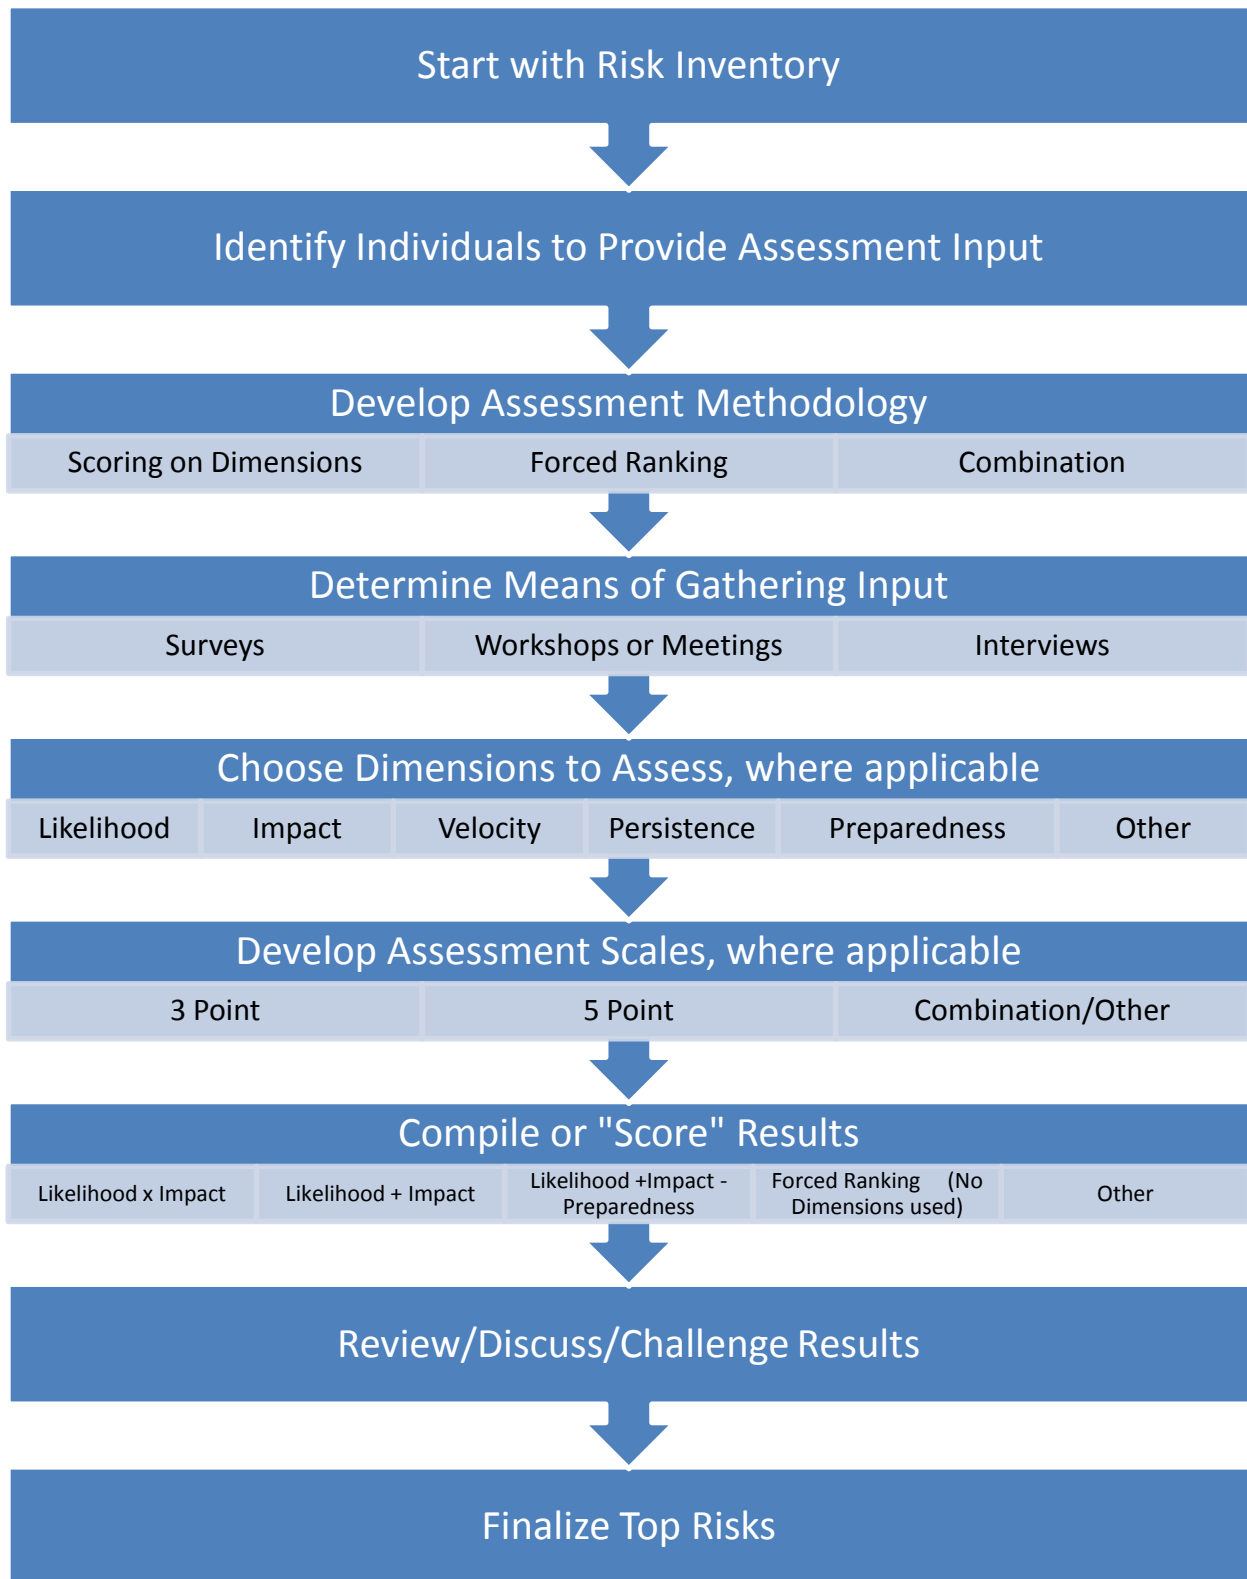 Start with Risk Inventory
Identify Individuals to Provide Assessment Input
Develop Assessment Methodology
Scoring on Dimensions
Forced Ranking
Combination
Determine Means of Gathering Input
Surveys
Workshops or Meetings
Interviews
Choose Dimensions to Assess, where applicable
Likelihood
Impact
Velocity
Persistence
Preparedness
Other
Develop Assessment Scales, where applicable
3 Point
5 Point
Combination/Other
Compile or "Score" Results
Likelihood x Impact
Likelihood + Impact
Likelihood +Impact -
Preparedness
Forced Ranking (No
Dimensions used)
Other
Review/Discuss/Challenge Results
Finalize Top Risks